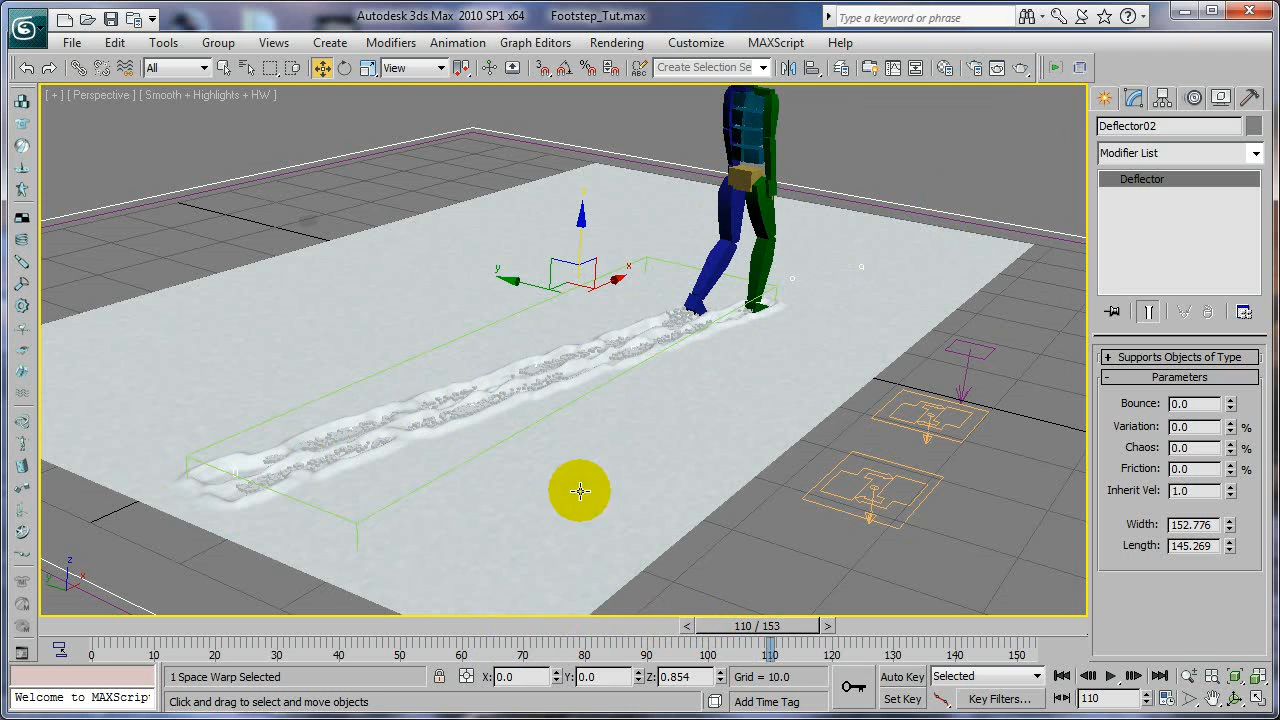 Autodesk 3ds Max 2010 SP1 x64 Footstep_Tut.max
Type a keyword or phrase
File Edit Tools Group Views Create Modifiers Animation Graph Editors Rendering Customize MAXScript Help
All View Create Selection Se
[ + ] [ Perspective ] [ Smooth + Highlights + HW ]
Deflector02
Modifier List
Deflector
z
y x
+ Supports Objects of Type
- Parameters
Bounce: 0.0
Variation: 0.0 %
Chaos: 0.0 %
Friction: 0.0 %
Inherit Vel: 1.0
Width: 152.776
Length: 145.269
z
y x
< 110 / 153 >
0 10 20 30 40 50 60 70 80 90 100 110 120 130 140 150
1 Space Warp Selected X: 0.0 Y: 0.0 Z: 0.854 Grid = 10.0 Auto Key Selected
Welcome to MAXScrip Click and drag to select and move objects Add Time Tag Set Key Key Filters... 110